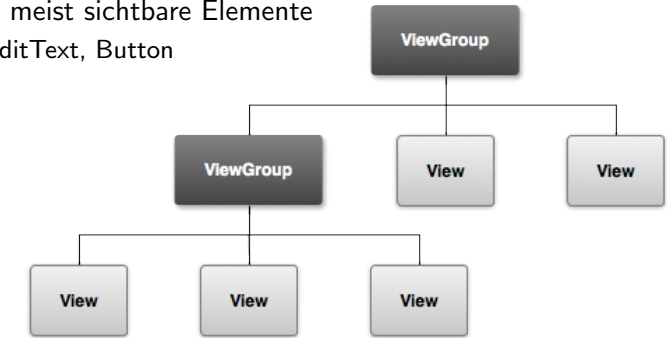 meist sichtbare Elemente
ditText, Button
ViewGroup
ViewGroup
View
View
View
View
View